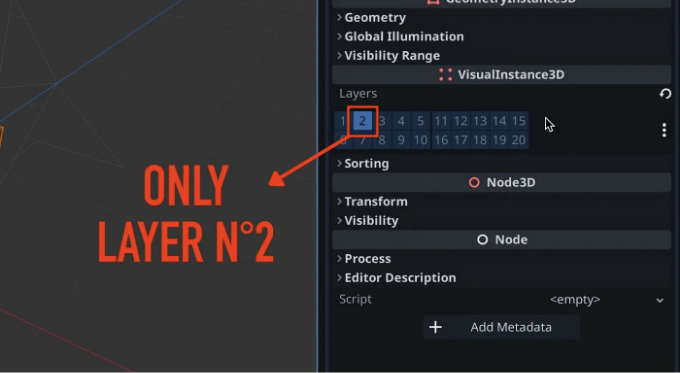 GeometryInstance3D
Geometry
Global Illumination
Visibility Range
VisualInstance3D
Layers
1 2 3 4 5 11 12 13 14 15
6 7 8 9 10 16 17 18 19 20
ONLY
LAYER N°2
Sorting
Node3D
Transform
Visibility
Node
Process
Editor Description
Script <empty>
Add Metadata